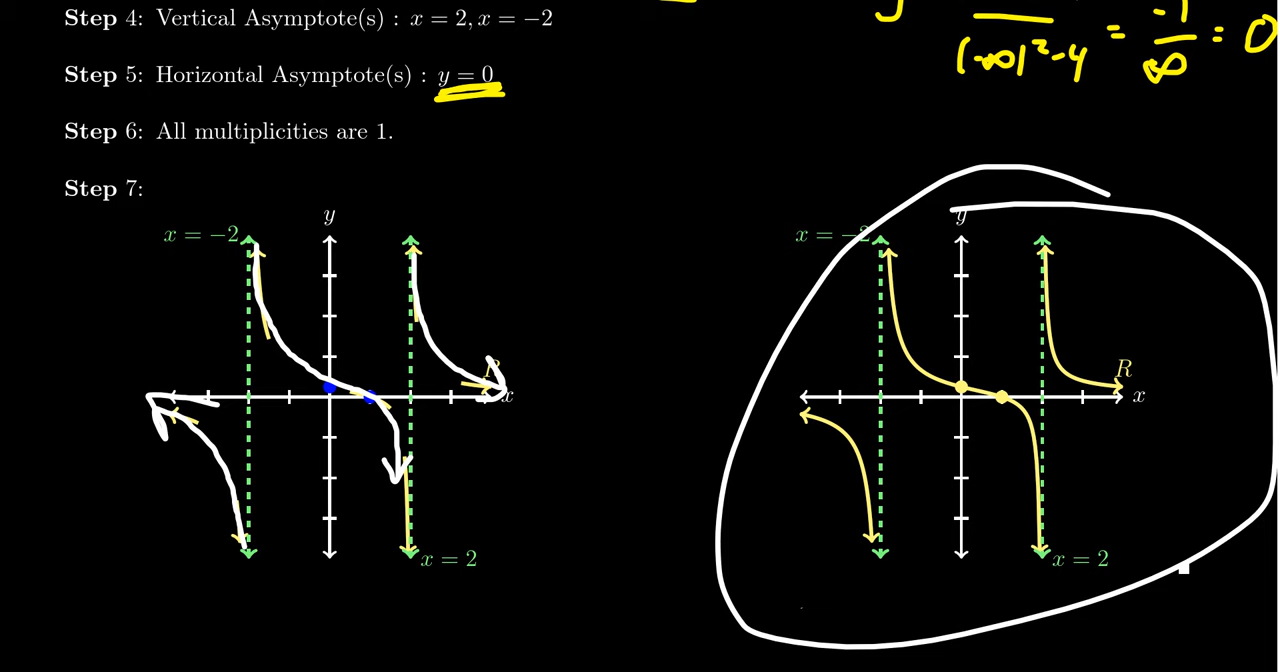 Step 4: Vertical Asymptote(s) : x = 2, x = −2
(-∞)²-4 = -1/∞ = 0
Step 5: Horizontal Asymptote(s) : y = 0
Step 6: All multiplicities are 1.
Step 7:
y
x = −2
R
x
x = 2
y
x = −2
R
x
x = 2